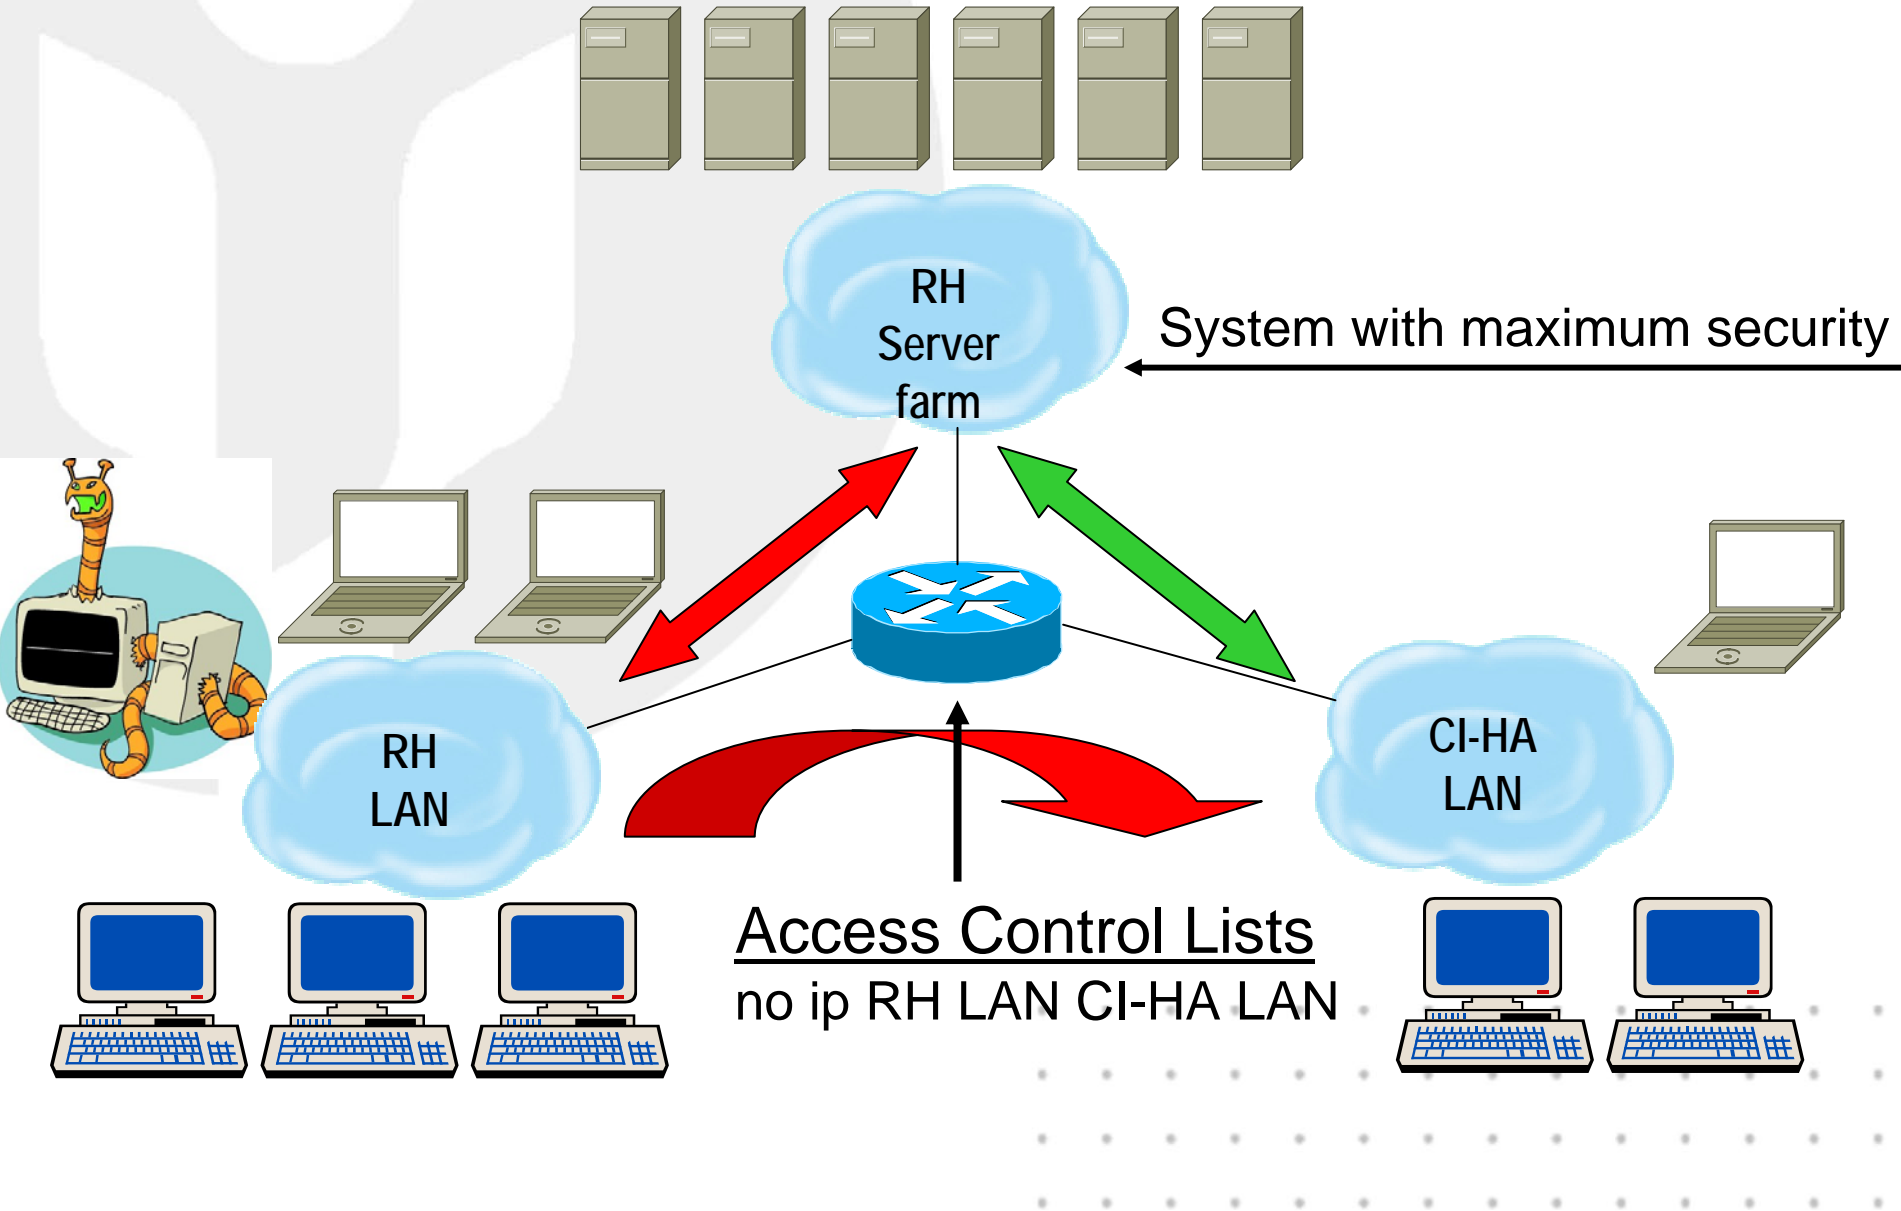 RH
Server
farm
System with maximum security
RH
LAN
CI-HA
LAN
Access Control Lists
no ip RH LAN CI-HA LAN